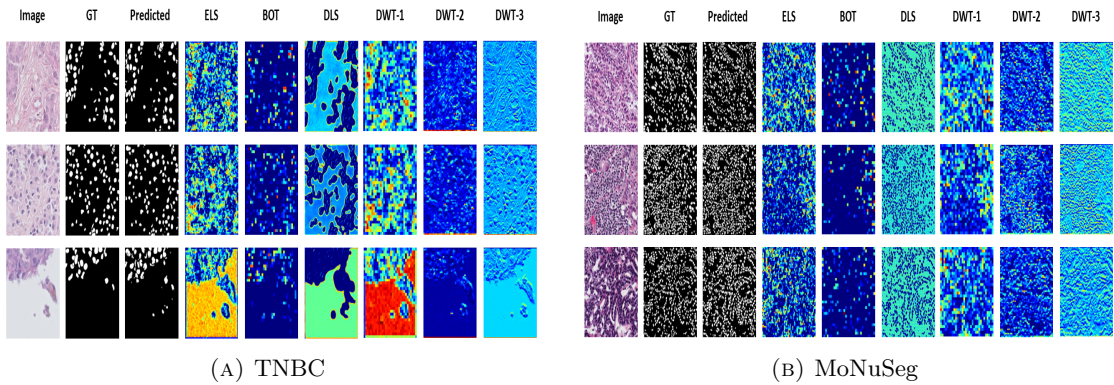 Image GT Predicted ELS BOT DLS DWT-1 DWT-2 DWT-3
Image GT Predicted ELS BOT DLS DWT-1 DWT-2 DWT-3
(A) TNBC
(B) MoNuSeg